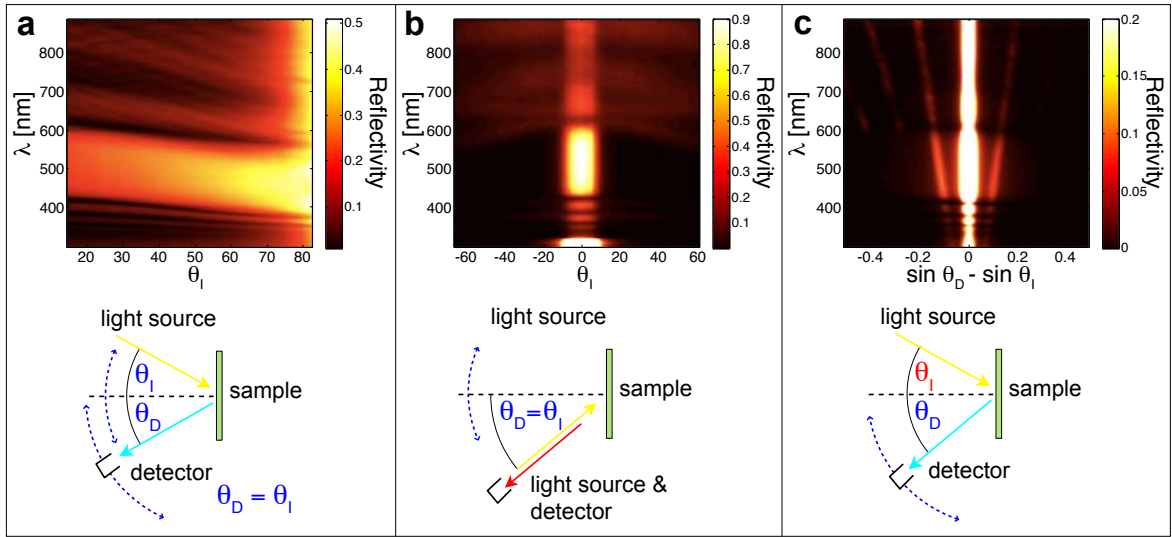 a
λ [nm]
800
700
600
500
400
20 30 40 50 60 70 80
θI
0.5
0.4
0.3
0.2
0.1
Reflectivity
light source
θI
θD
sample
detector
θD = θI
b
λ [nm]
800
700
600
500
400
-60 -40 -20 0 20 40 60
θI
0.9
0.8
0.7
0.6
0.5
0.4
0.3
0.2
0.1
Reflectivity
light source
sample
θD=θI
light source &
detector
c
λ [nm]
800
700
600
500
400
-0.4 -0.2 0 0.2 0.4
sin θD - sin θI
0.2
0.15
0.1
0.05
0
Reflectivity
light source
θI
θD
sample
detector